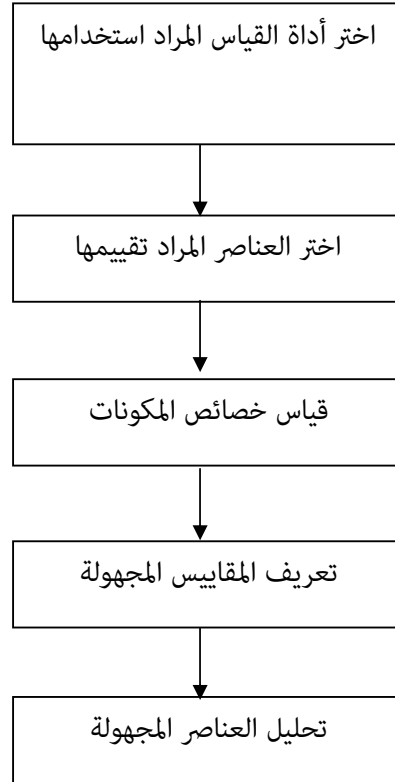 اختر أداة القياس المراد استخدامها
اختر العناصر المراد تقييمها
قياس خصائص المكونات
تعريف المقاييس المجهولة
تحليل العناصر المجهولة